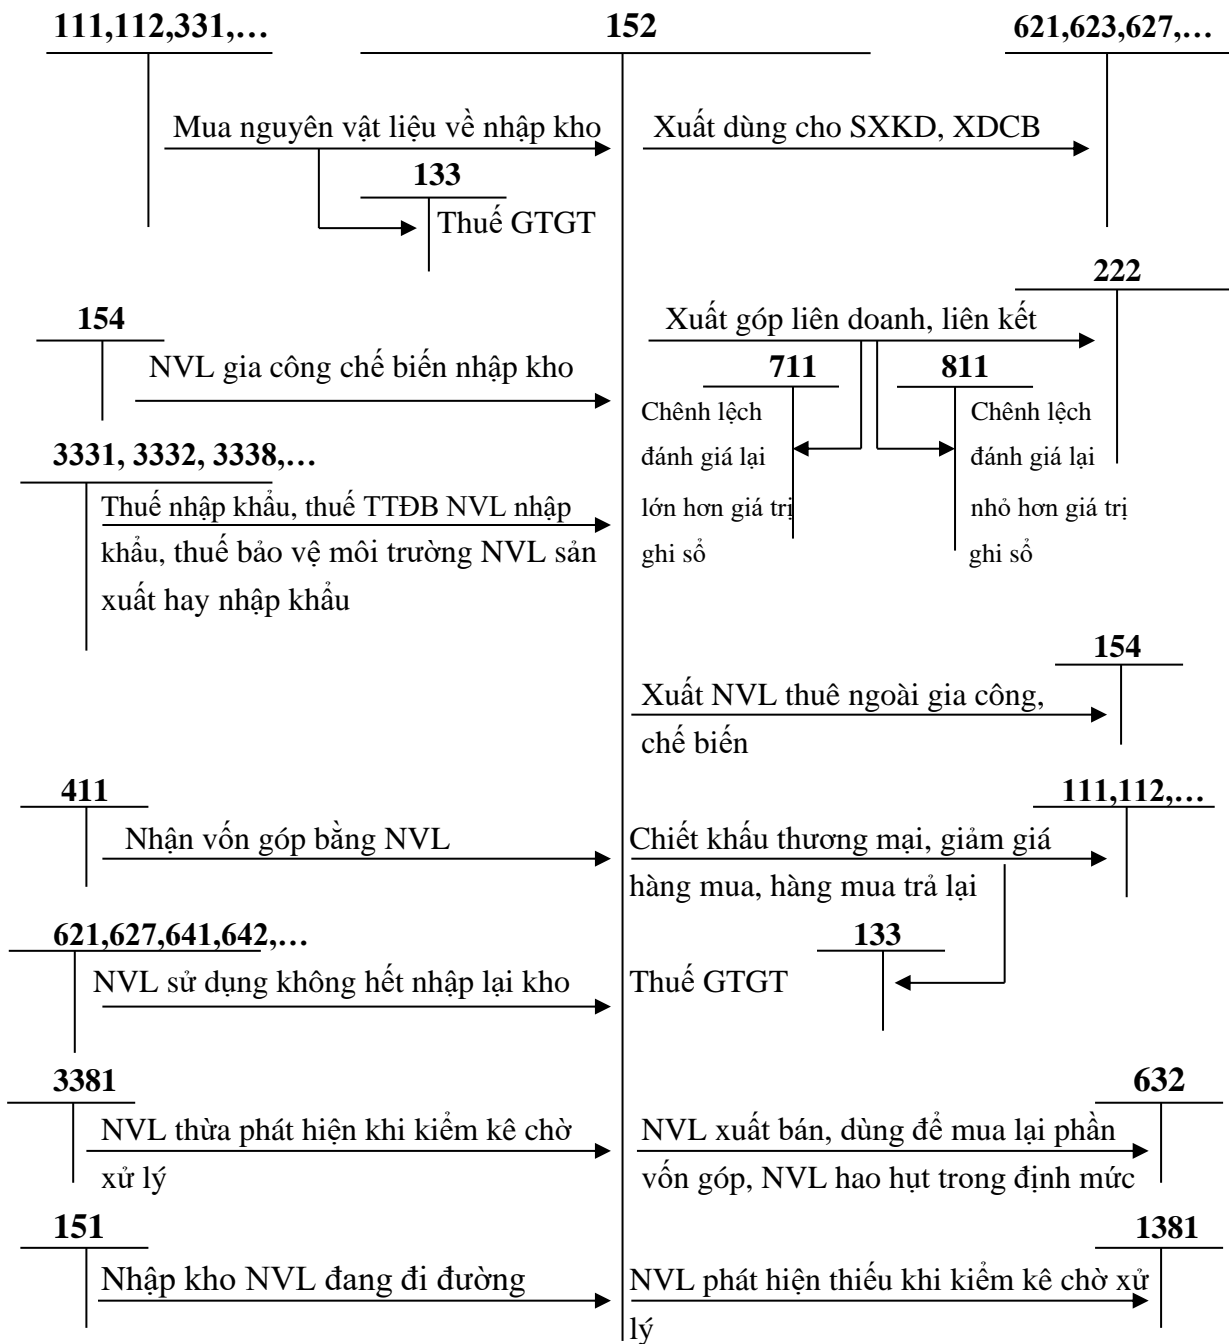 111,112,331,…
152
621,623,627,…
Mua nguyên vật liệu về nhập kho
Xuất dùng cho SXKD, XDCB
133
Thuế GTGT
222
154
Xuất góp liên doanh, liên kết
NVL gia công chế biến nhập kho
711
811
Chênh lệch
đánh giá lại
lớn hơn giá trị
ghi sổ
Chênh lệch
đánh giá lại
nhỏ hơn giá trị
ghi sổ
3331, 3332, 3338,…
Thuế nhập khẩu, thuế TTĐB NVL nhập
khẩu, thuế bảo vệ môi trường NVL sản
xuất hay nhập khẩu
154
Xuất NVL thuê ngoài gia công,
chế biến
411
111,112,…
Nhận vốn góp bằng NVL
Chiết khấu thương mại, giảm giá
hàng mua, hàng mua trả lại
621,627,641,642,…
133
NVL sử dụng không hết nhập lại kho
Thuế GTGT
3381
632
NVL thừa phát hiện khi kiểm kê chờ
xử lý
NVL xuất bán, dùng để mua lại phần
vốn góp, NVL hao hụt trong định mức
151
1381
Nhập kho NVL đang đi đường
NVL phát hiện thiếu khi kiểm kê chờ xử
lý